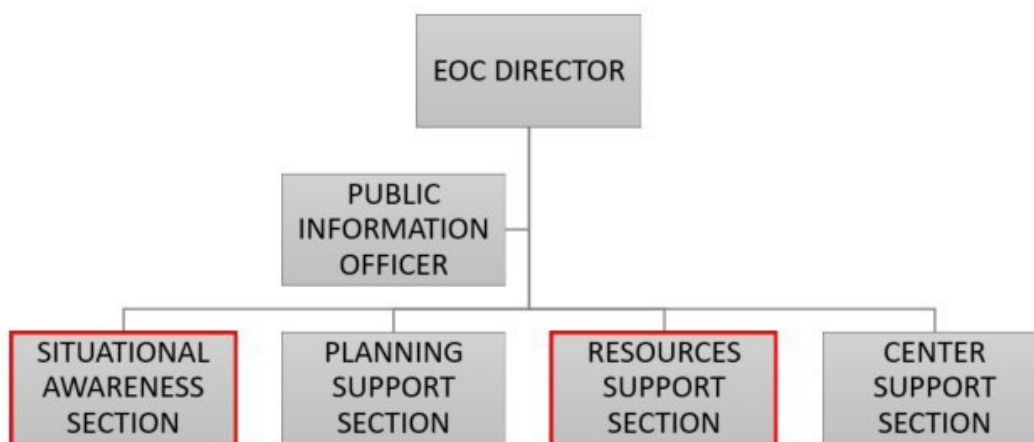 EOC DIRECTOR
PUBLIC
INFORMATION
OFFICER
SITUATIONAL
AWARENESS
SECTION
PLANNING
SUPPORT
SECTION
RESOURCES
SUPPORT
SECTION
CENTER
SUPPORT
SECTION